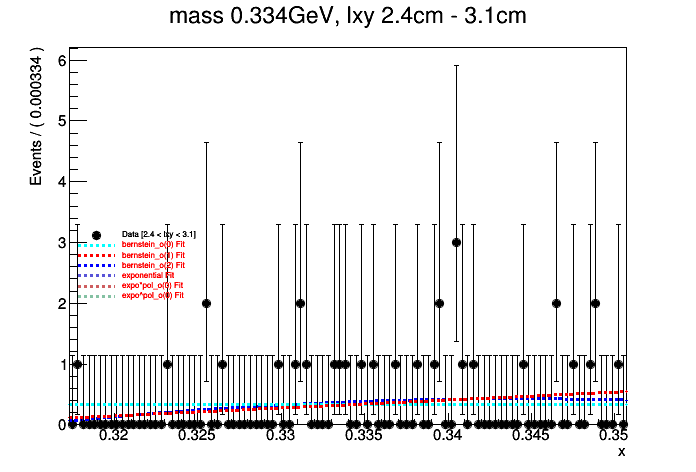 mass 0.334GeV, lxy 2.4cm - 3.1cm
Events / ( 0.000334 )
6
5
4
3
2
1
0
Data [2.4 < lxy < 3.1]
bernstein_o(0) Fit
bernstein_o(1) Fit
bernstein_o(2) Fit
exponential Fit
expo*pol_o(0) Fit
expo*pol_o(0) Fit
0.32 0.325 0.33 0.335 0.34 0.345 0.35
x